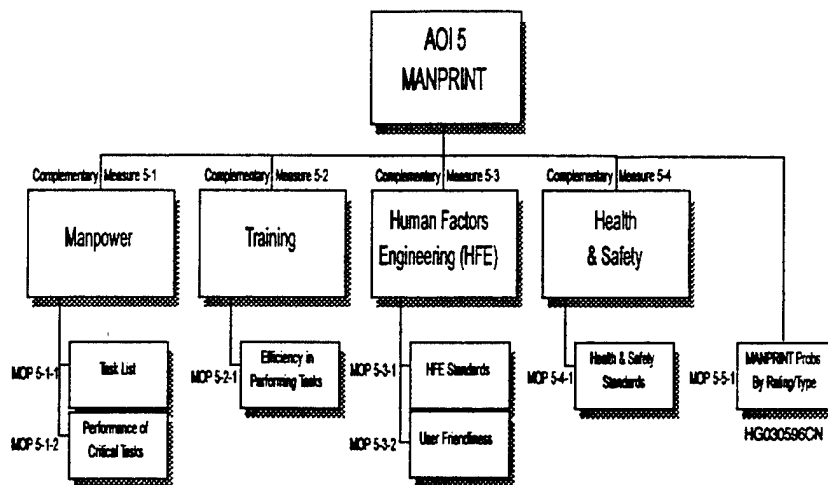 AOI 5
MANPRINT
Complementary Measure 5-1
Complementary Measure 5-2
Complementary Measure 5-3
Complementary Measure 5-4
Manpower
Training
Human Factors
Engineering (HFE)
Health
& Safety
MOP 5-1-1
Task List
MOP 5-1-2
Performance of
Critical Tasks
MOP 5-2-1
Efficiency in
Performing Tasks
MOP 5-3-1
HFE Standards
MOP 5-3-2
User Friendliness
MOP 5-4-1
Health & Safety
Standards
MOP 5-5-1
MANPRINT Probs
By Rating/Type
HG030596CN